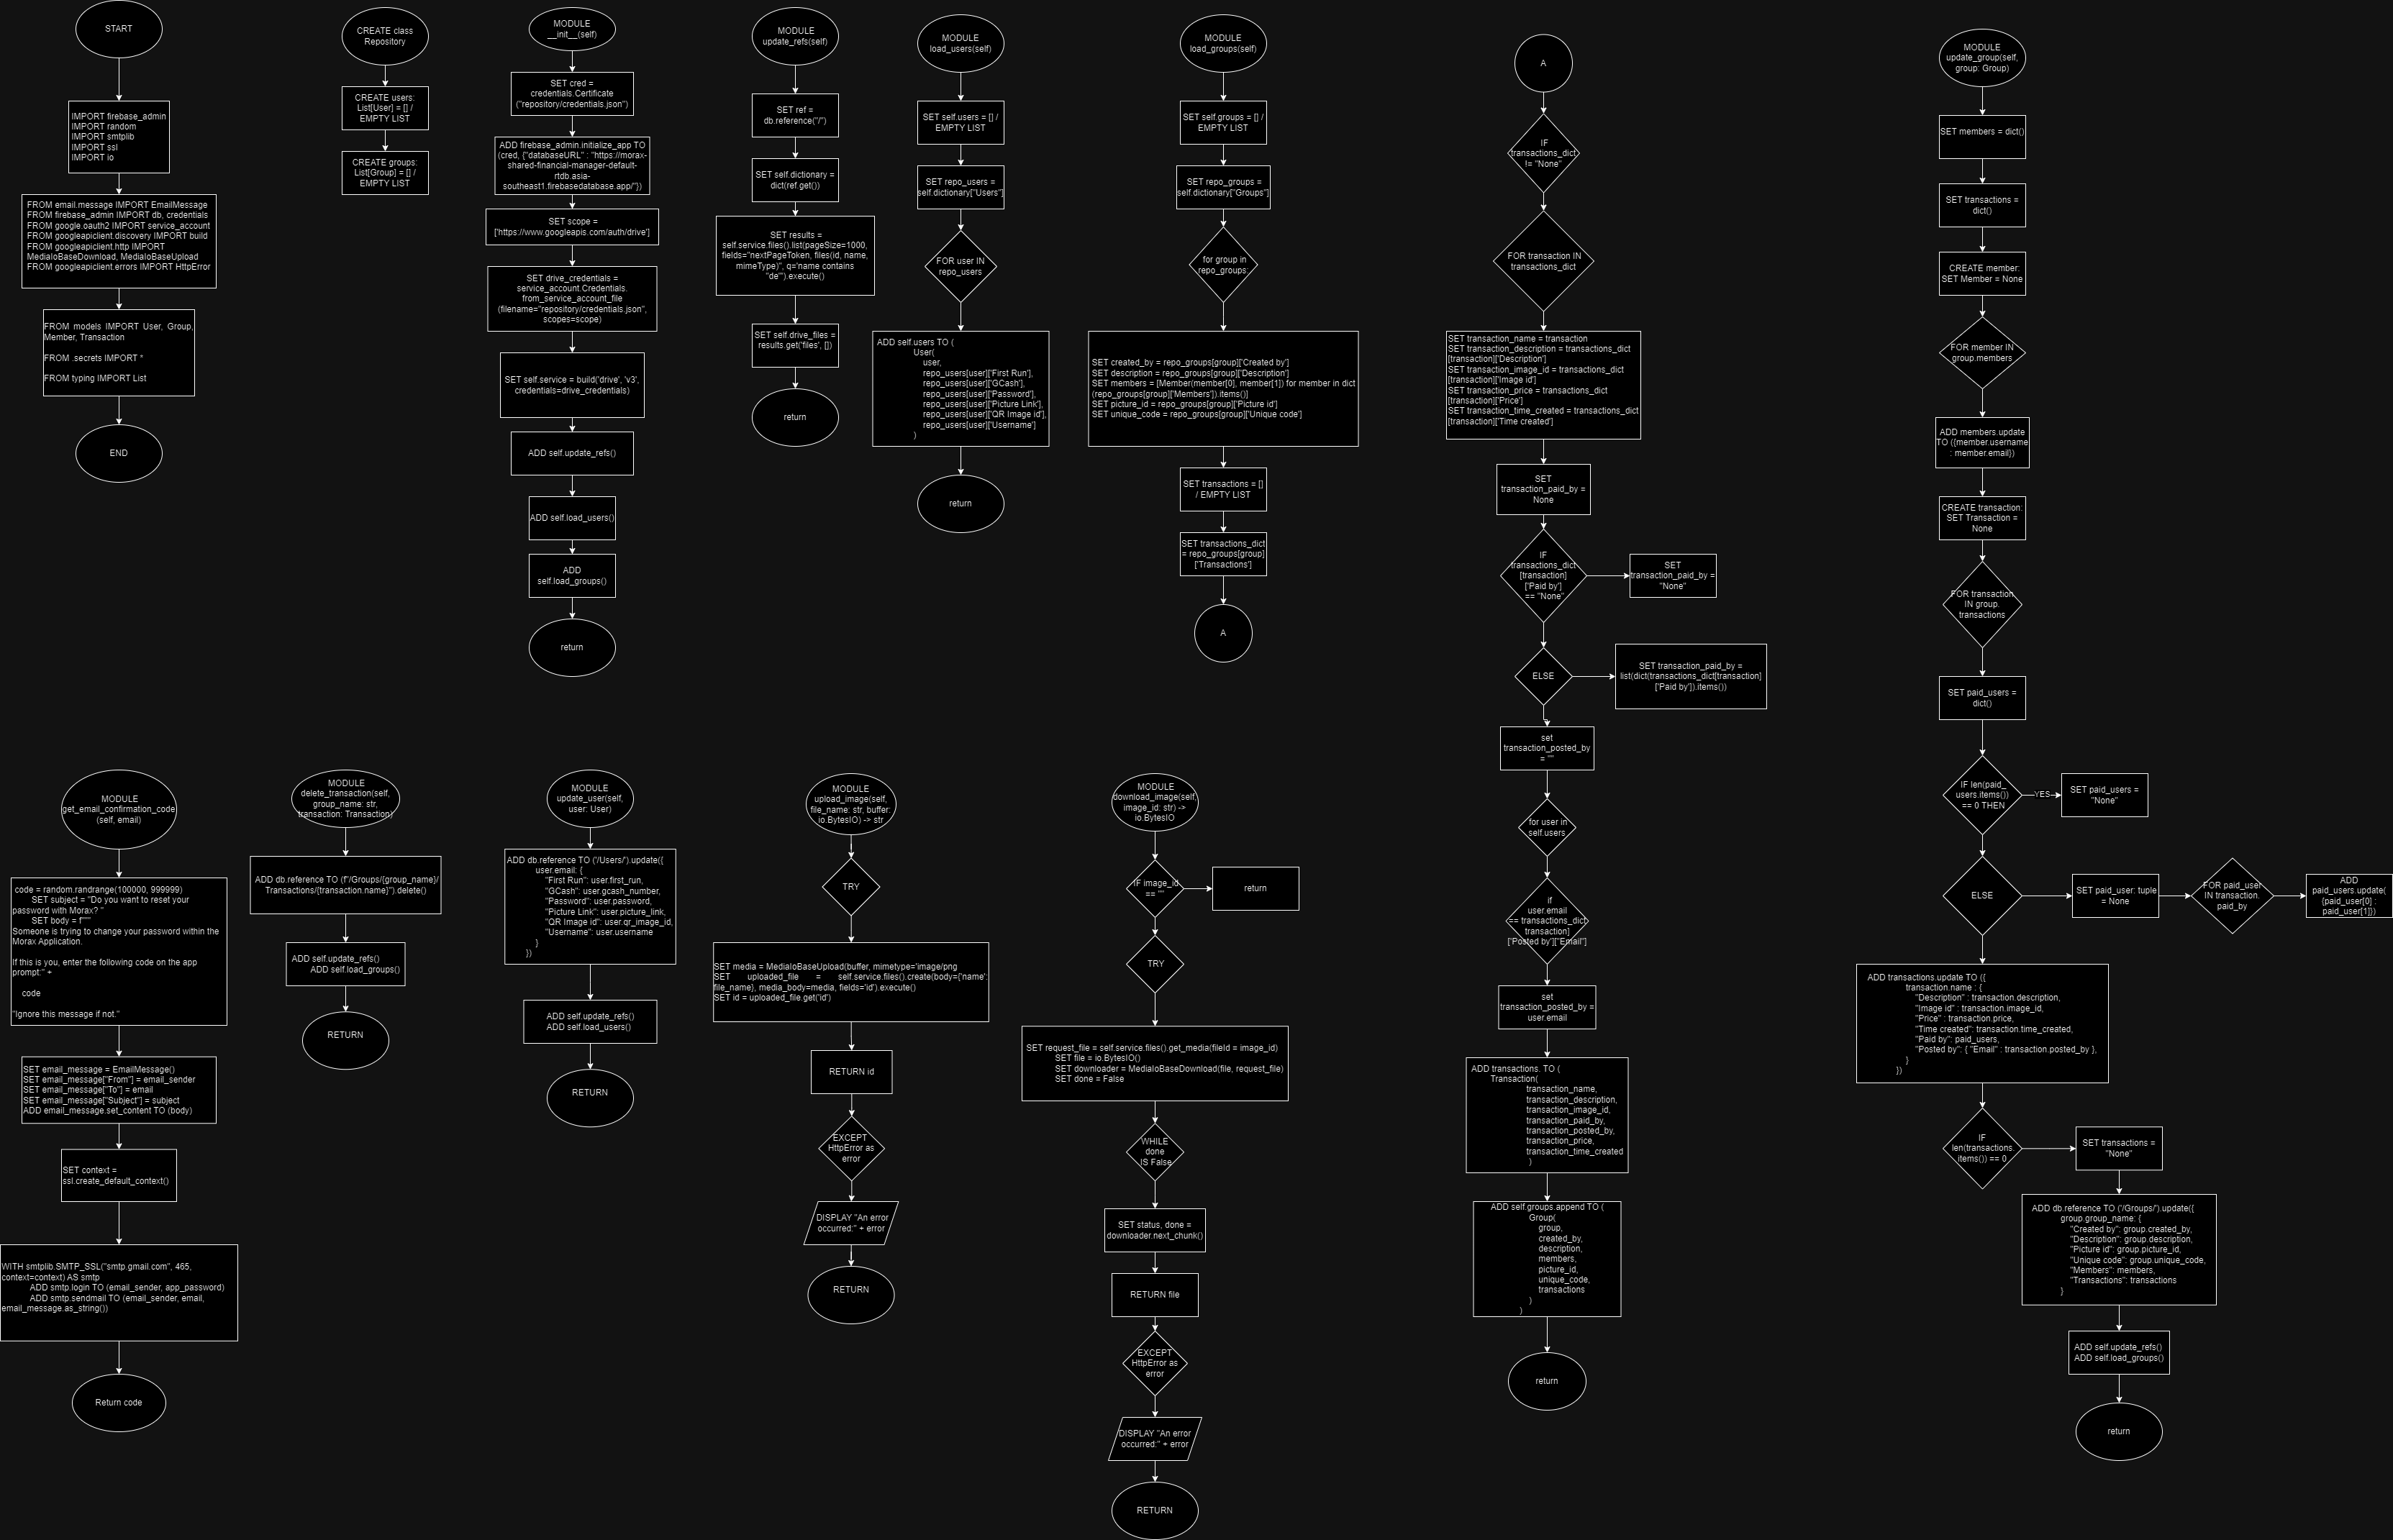 START
IMPORT firebase_admin
IMPORT random
IMPORT smtplib
IMPORT ssl
IMPORT io
FROM email.message IMPORT EmailMessage
FROM firebase_admin IMPORT db, credentials
FROM google.oauth2 IMPORT service_account
FROM googleapiclient.discovery IMPORT build
FROM googleapiclient.http IMPORT
MediaIoBaseDownload, MediaIoBaseUpload
FROM googleapiclient.errors IMPORT HttpError
FROM models IMPORT User, Group,
Member, Transaction
FROM .secrets IMPORT *
FROM typing IMPORT List
END
CREATE class
Repository
CREATE users:
List[User] = [] /
EMPTY LIST
CREATE groups:
List[Group] = [] /
EMPTY LIST
MODULE
__init__(self)
SET cred =
credentials.Certificate
("repository/credentials.json")
ADD firebase_admin.initialize_app TO
(cred, {"databaseURL" : "https://morax-
shared-financial-manager-default-
rtdb.asia-
southeast1.firebasedatabase.app/"})
SET scope =
['https://www.googleapis.com/auth/drive']
SET drive_credentials =
service_account.Credentials.
from_service_account_file
(filename="repository/credentials.json",
scopes=scope)
SET self.service = build('drive', 'v3',
credentials=drive_credentials)
ADD self.update_refs()
ADD self.load_users()
ADD
self.load_groups()
return
MODULE
update_refs(self)
SET ref =
db.reference("/")
SET self.dictionary =
dict(ref.get())
SET results =
self.service.files().list(pageSize=1000,
fields="nextPageToken, files(id, name,
mimeType)", q='name contains
"de"').execute()
SET self.drive_files =
results.get('files', [])
return
MODULE
load_users(self)
SET self.users = [] /
EMPTY LIST
SET repo_users =
self.dictionary["Users"]
FOR user IN
repo_users
ADD self.users TO (
User(
user,
repo_users[user]['First Run'],
repo_users[user]['GCash'],
repo_users[user]['Password'],
repo_users[user]['Picture Link'],
repo_users[user]['QR Image id'],
repo_users[user]['Username']
)
return
MODULE
load_groups(self)
SET self.groups = [] /
EMPTY LIST
SET repo_groups =
self.dictionary["Groups"]
for group in
repo_groups:
SET created_by = repo_groups[group]['Created by']
SET description = repo_groups[group]['Description']
SET members = [Member(member[0], member[1]) for member in dict
(repo_groups[group]['Members']).items()]
SET picture_id = repo_groups[group]['Picture id']
SET unique_code = repo_groups[group]['Unique code']
SET transactions = []
/ EMPTY LIST
SET transactions_dict
= repo_groups[group]
['Transactions']
A
A
IF
transactions_dict
!= "None"
FOR transaction IN
transactions_dict
SET transaction_name = transaction
SET transaction_description = transactions_dict
[transaction]['Description']
SET transaction_image_id = transactions_dict
[transaction]['Image id']
SET transaction_price = transactions_dict
[transaction]['Price']
SET transaction_time_created = transactions_dict
[transaction]['Time created']
SET
transaction_paid_by =
None
IF
transactions_dict
[transaction]
['Paid by']
== "None"
SET
transaction_paid_by =
"None"
ELSE
SET transaction_paid_by =
list(dict(transactions_dict[transaction]
['Paid by']).items())
set
transaction_posted_by
= ""
for user in
self.users
if
user.email
== transactions_dict
transaction]
['Posted by']["Email"]
set
transaction_posted_by =
user.email
ADD transactions. TO (
Transaction(
transaction_name,
transaction_description,
transaction_image_id,
transaction_paid_by,
transaction_posted_by,
transaction_price,
transaction_time_created
)
ADD self.groups.append TO (
Group(
group,
created_by,
description,
members,
picture_id,
unique_code,
transactions
)
)
return
MODULE
update_group(self,
group: Group)
SET members = dict()
SET transactions =
dict()
CREATE member:
SET Member = None
FOR member IN
group.members
ADD members.update
TO ({member.username
: member.email})
CREATE transaction:
SET Transaction =
None
FOR transaction
IN group.
transactions
SET paid_users =
dict()
IF len(paid_
users.items())
== 0 THEN
YES
SET paid_users =
"None"
ELSE
SET paid_user: tuple
= None
FOR paid_user
IN transaction.
paid_by
ADD
paid_users.update(
{paid_user[0] :
paid_user[1]})
ADD transactions.update TO ({
transaction.name : {
"Description" : transaction.description,
"Image id" : transaction.image_id,
"Price" : transaction.price,
"Time created": transaction.time_created,
"Paid by": paid_users,
"Posted by": { "Email" : transaction.posted_by },
}
})
IF
len(transactions.
items()) == 0
SET transactions =
"None"
ADD db.reference TO ('/Groups/').update({
group.group_name: {
"Created by": group.created_by,
"Description": group.description,
"Picture id": group.picture_id,
"Unique code": group.unique_code,
"Members": members,
"Transactions": transactions
}
ADD self.update_refs()
ADD self.load_groups()
return
MODULE
get_email_confirmation_code
(self, email)
code = random.randrange(100000, 999999)
SET subject = "Do you want to reset your
password with Morax? "
SET body = f"""
Someone is trying to change your password within the
Morax Application.
If this is you, enter the following code on the app
prompt:" +
code
"Ignore this message if not."
SET email_message = EmailMessage()
SET email_message["From"] = email_sender
SET email_message["To"] = email
SET email_message["Subject"] = subject
ADD email_message.set_content TO (body)
SET context =
ssl.create_default_context()
WITH smtplib.SMTP_SSL("smtp.gmail.com", 465,
context=context) AS smtp
ADD smtp.login TO (email_sender, app_password)
ADD smtp.sendmail TO (email_sender, email,
email_message.as_string())
Return code
MODULE
delete_transaction(self,
group_name: str,
transaction: Transaction)
ADD db.reference TO (f"/Groups/{group_name}/
Transactions/{transaction.name}").delete()
ADD self.update_refs()
ADD self.load_groups()
RETURN
MODULE
update_user(self,
user: User)
ADD db.reference TO ('/Users/').update({
user.email: {
"First Run": user.first_run,
"GCash": user.gcash_number,
"Password": user.password,
"Picture Link": user.picture_link,
"QR Image id": user.qr_image_id,
"Username": user.username
}
})
ADD self.update_refs()
ADD self.load_users()
RETURN
MODULE
upload_image(self,
file_name: str, buffer:
io.BytesIO) -> str
TRY
SET media = MediaIoBaseUpload(buffer, mimetype='image/png
SET uploaded_file = self.service.files().create(body={'name':
file_name}, media_body=media, fields='id').execute()
SET id = uploaded_file.get('id')
RETURN id
EXCEPT
HttpError as
error
DISPLAY "An error
occurred:" + error
RETURN
MODULE
download_image(self,
image_id: str) ->
io.BytesIO
IF image_id
== ""
return
TRY
SET request_file = self.service.files().get_media(fileId = image_id)
SET file = io.BytesIO()
SET downloader = MediaIoBaseDownload(file, request_file)
SET done = False
WHILE
done
IS False
SET status, done =
downloader.next_chunk()
RETURN file
EXCEPT
HttpError as
error
DISPLAY "An error
occurred:" + error
RETURN